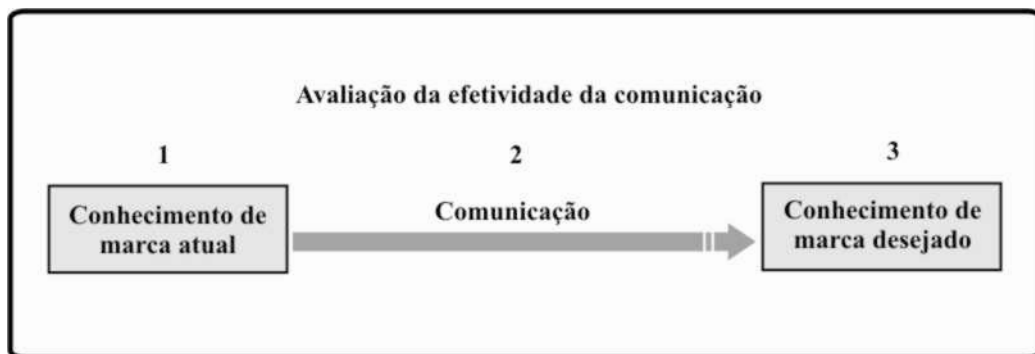 Avaliação da efetividade da comunicação
1
2
3
Conhecimento de
marca atual
Comunicação
Conhecimento de
marca desejado